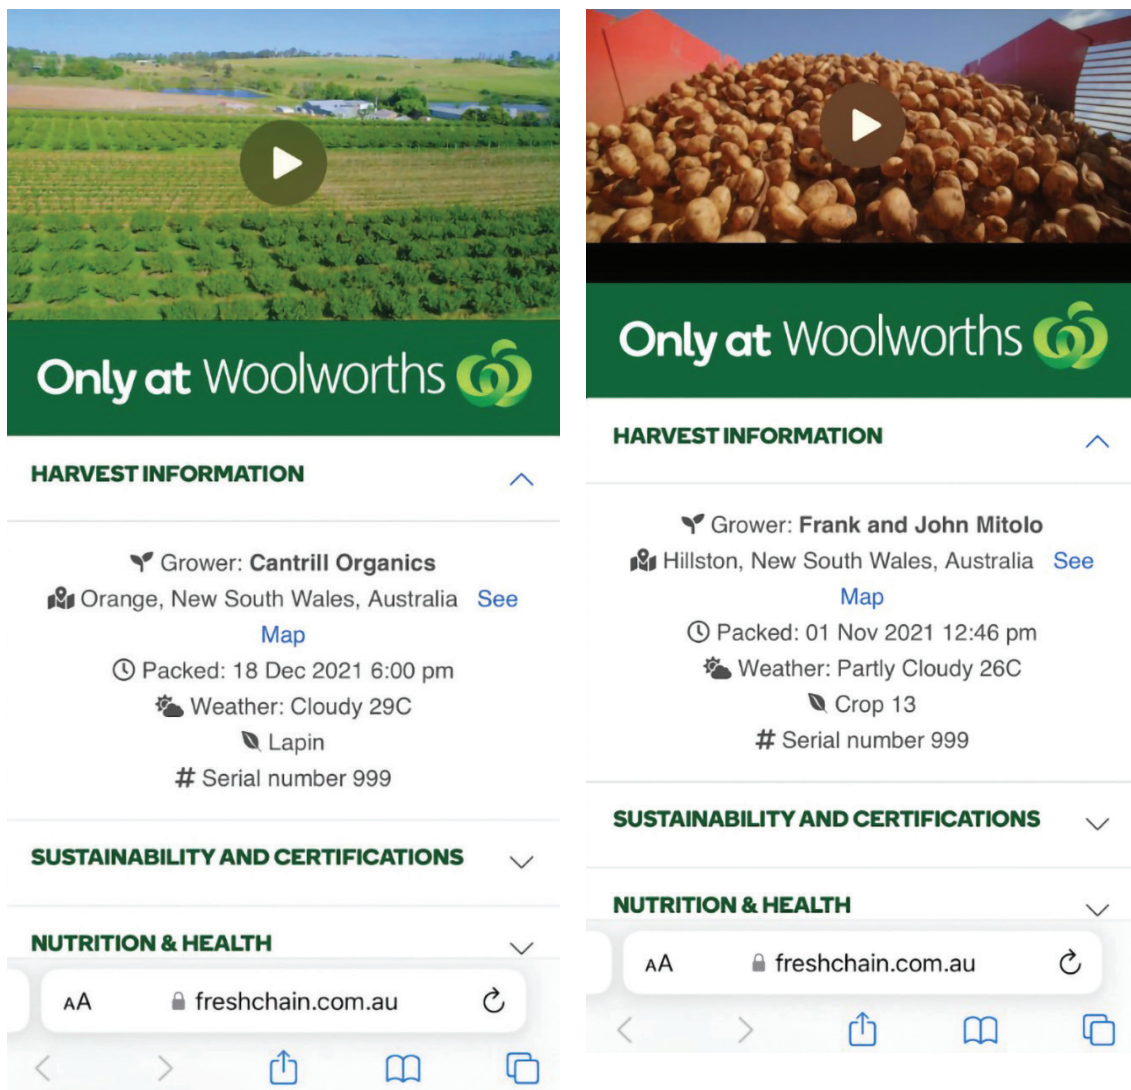 Only at Woolworths
HARVEST INFORMATION
Grower: Cantrill Organics
Orange, New South Wales, Australia See
Map
Packed: 18 Dec 2021 6:00 pm
Weather: Cloudy 29C
Lapin
# Serial number 999
SUSTAINABILITY AND CERTIFICATIONS
NUTRITION & HEALTH
AA freshchain.com.au
Only at Woolworths
HARVEST INFORMATION
Grower: Frank and John Mitolo
Hillston, New South Wales, Australia See
Map
Packed: 01 Nov 2021 12:46 pm
Weather: Partly Cloudy 26C
Crop 13
# Serial number 999
SUSTAINABILITY AND CERTIFICATIONS
NUTRITION & HEALTH
AA freshchain.com.au